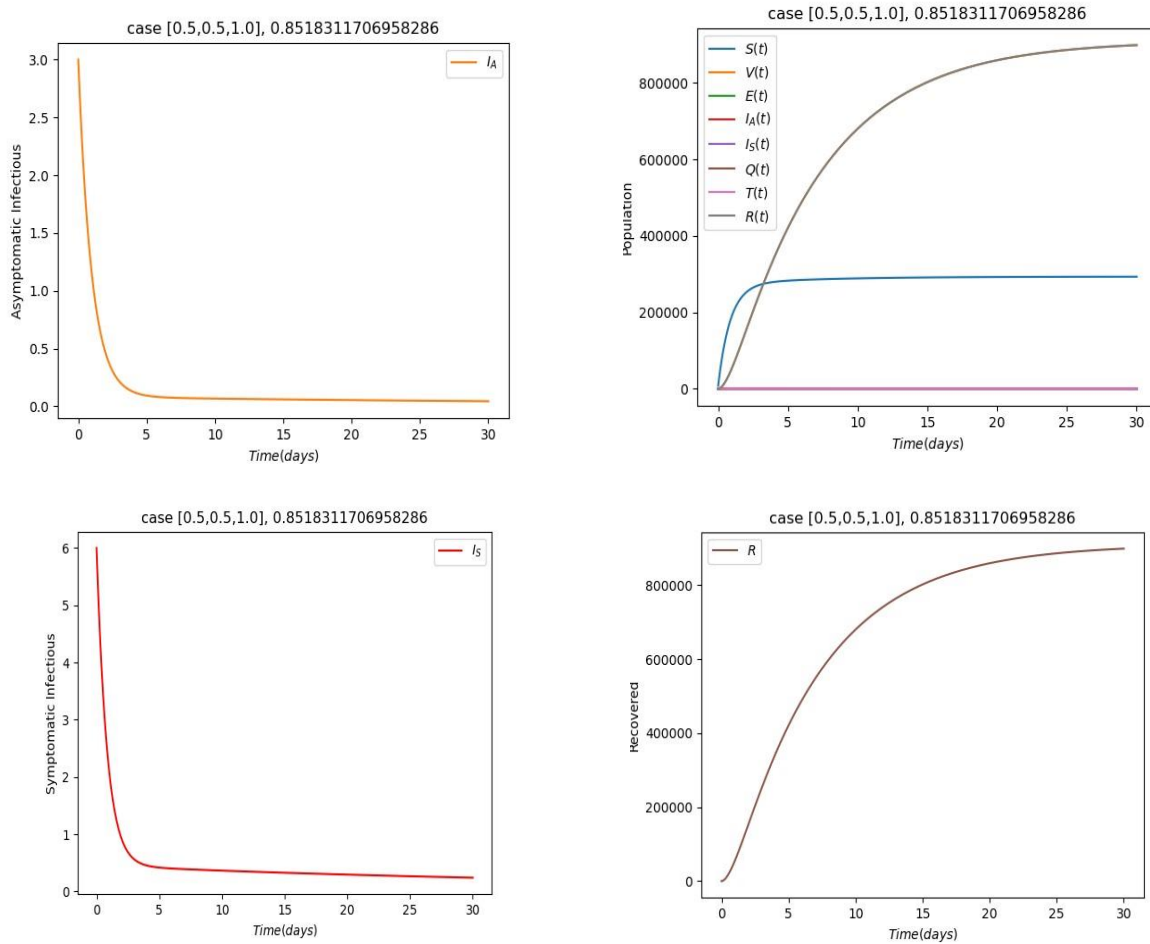 case [0.5,0.5,1.0], 0.8518311706958286
I_A
Asymptomatic Infectious
3.0
2.5
2.0
1.5
1.0
0.5
0.0
0 5 10 15 20 25 30
Time(days)
case [0.5,0.5,1.0], 0.8518311706958286
S(t)
V(t)
E(t)
I_A(t)
I_S(t)
Q(t)
T(t)
R(t)
Population
800000
600000
400000
200000
0
0 5 10 15 20 25 30
Time(days)
case [0.5,0.5,1.0], 0.8518311706958286
I_S
Symptomatic Infectious
6
5
4
3
2
1
0
0 5 10 15 20 25 30
Time(days)
case [0.5,0.5,1.0], 0.8518311706958286
R
Recovered
800000
600000
400000
200000
0
0 5 10 15 20 25 30
Time(days)